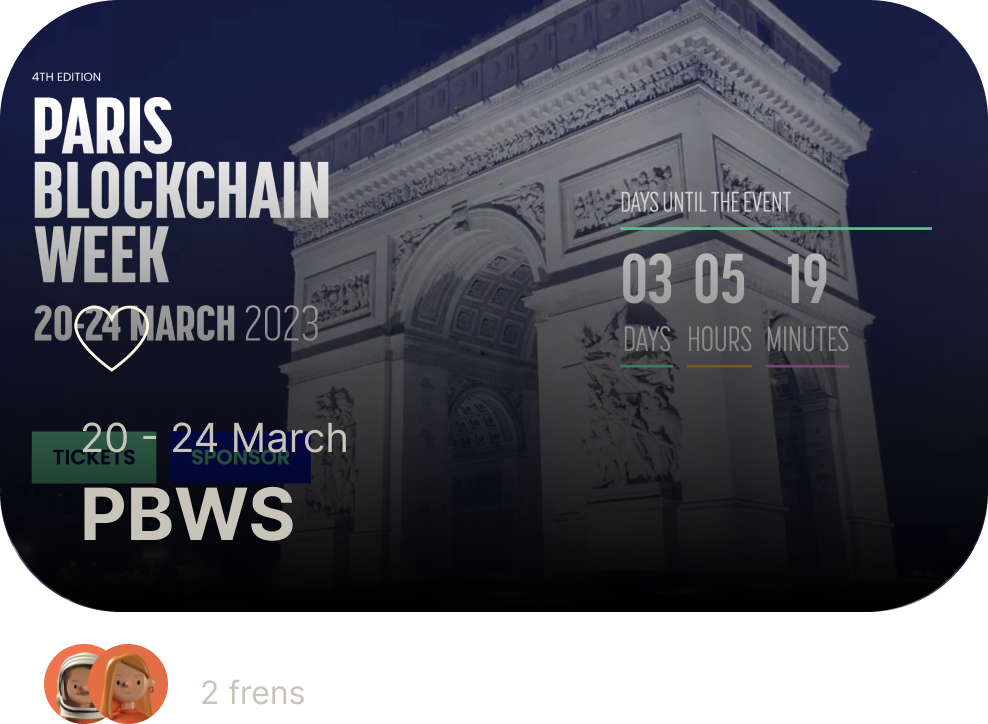 4TH EDITION
PARIS
BLOCKCHAIN
WEEK
20-24 MARCH 2023
DAYS UNTIL THE EVENT
03 05 19
DAYS HOURS MINUTES
TICKETS SPONSOR
20 - 24 March
PBWS
2 frens